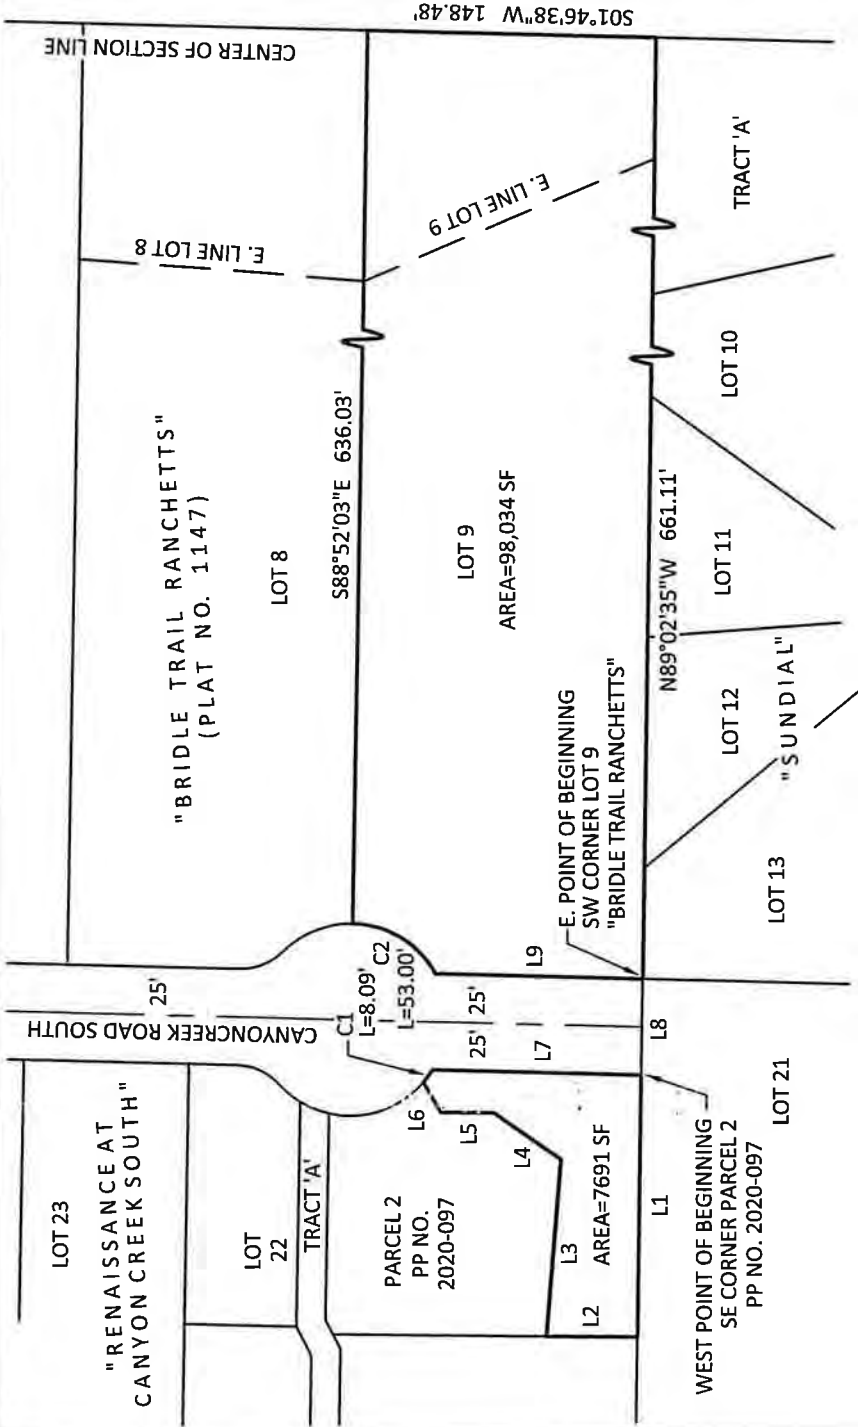 S01°46'38"W 148.48'
CENTER OF SECTION LINE
E. LINE LOT 8
E. LINE LOT 9
TRACT 'A'
"BRIDLE TRAIL RANCHETTS"
(PLAT NO. 1147)
LOT 8
S88°52'03"E 636.03'
LOT 9
AREA=98,034 SF
LOT 10
N89°02'35"W 661.11'
LOT 11
LOT 12
"SUNDIAL"
LOT 13
E. POINT OF BEGINNING
SW CORNER LOT 9
"BRIDLE TRAIL RANCHETTS"
25'
CANYONCREEK ROAD SOUTH
C1
L=8.09'
C2
L=53.00'
25'
25'
L9
L7
L8
LOT 23
"RENAISSANCE AT
CANYON CREEK SOUTH"
LOT
22
TRACT 'A'
PARCEL 2
PP NO.
2020-097
L6
L5
L4
L3
AREA=7691 SF
L2
L1
LOT 21
WEST POINT OF BEGINNING
SE CORNER PARCEL 2
PP NO. 2020-097